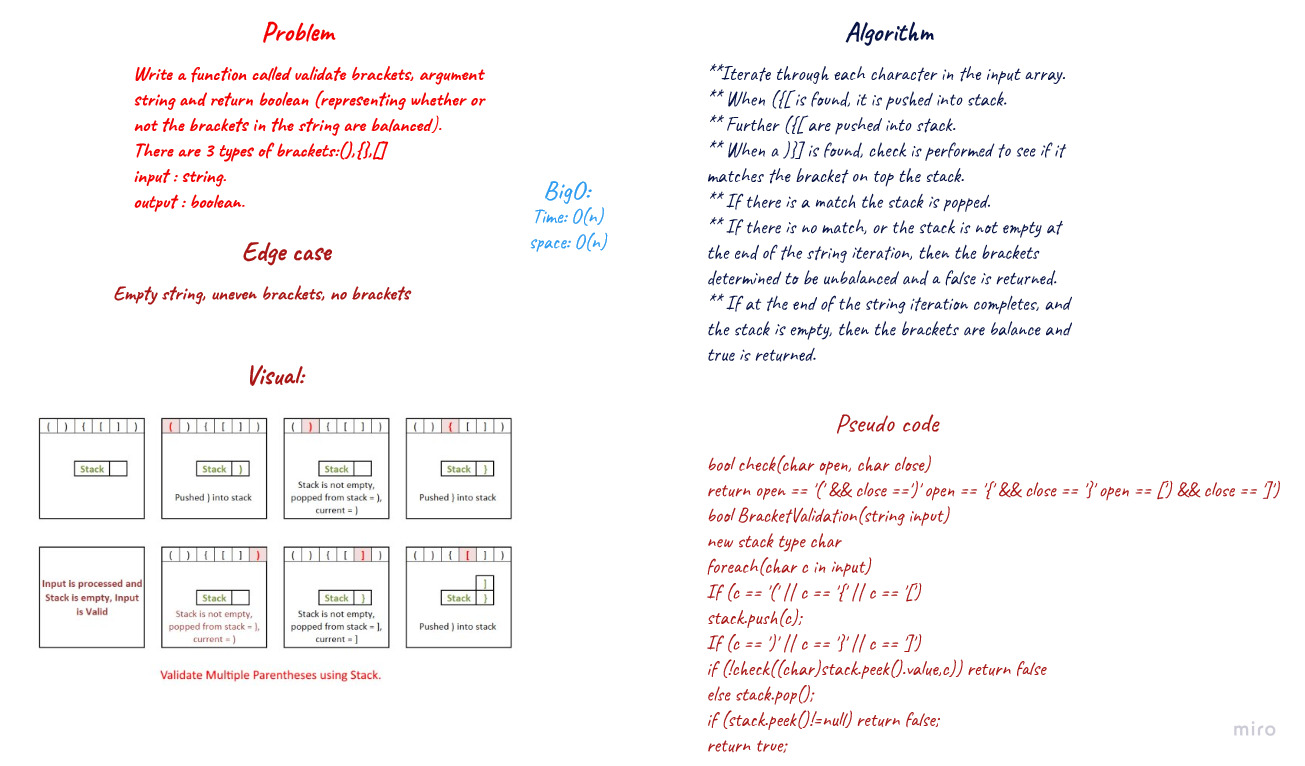 Problem
Write a function called validate brackets, argument
string and return boolean (representing whether or
not the brackets in the string are balanced).
There are 3 types of brackets:(),{},[]
input : string.
output : boolean.
BigO:
Time: O(n)
space: O(n)
Edge case
Empty string, uneven brackets, no brackets
Visual:
( ) { [ ] )
Stack
( ) { [ ] )
Stack )
Pushed ) into stack
( ) { [ ] )
Stack
Stack is not empty,
popped from stack = ),
current = )
( ) { [ ] )
Stack }
Pushed } into stack
Input is processed and
Stack is empty, Input
is Valid
( ) { [ ] )
Stack
Stack is not empty,
popped from stack = },
current = )
( ) { [ ] )
Stack }
Stack is not empty,
popped from stack = ],
current = ]
( ) { [ ] )
]
Stack }
Pushed ) into stack
Validate Multiple Parentheses using Stack.
Algorithm
**Iterate through each character in the input array.
** When ({[ is found, it is pushed into stack.
** Further ({[ are pushed into stack.
** When a )}] is found, check is performed to see if it
matches the bracket on top the stack.
** If there is a match the stack is popped.
** If there is no match, or the stack is not empty at
the end of the string iteration, then the brackets
determined to be unbalanced and a false is returned.
** If at the end of the string iteration completes, and
the stack is empty, then the brackets are balance and
true is returned.
Pseudo code
bool check(char open, char close)
return open == '(' && close ==')' open == '{' && close == '}' open == [') && close == ']')
bool BracketValidation(string input)
new stack type char
foreach(char c in input)
If (c == '(' || c == '{' || c == '[')
stack.push(c);
If (c == ')' || c == '}' || c == ']')
if (!check((char)stack.peek().value,c)) return false
else stack.pop();
if (stack.peek()!=null) return false;
return true;
miro